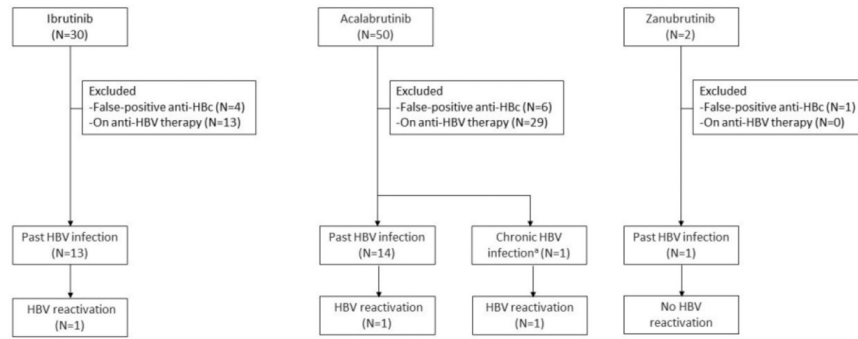 Ibrutinib
(N=30)
Excluded
-False-positive anti-HBc (N=4)
-On anti-HBV therapy (N=13)
Past HBV infection
(N=13)
HBV reactivation
(N=1)
Acalabrutinib
(N=50)
Excluded
-False-positive anti-HBc (N=6)
-On anti-HBV therapy (N=29)
Past HBV infection
(N=14)
HBV reactivation
(N=1)
Chronic HBV
infectionᵃ (N=1)
HBV reactivation
(N=1)
Zanubrutinib
(N=2)
Excluded
-False-positive anti-HBc (N=1)
-On anti-HBV therapy (N=0)
Past HBV infection
(N=1)
No HBV
reactivation